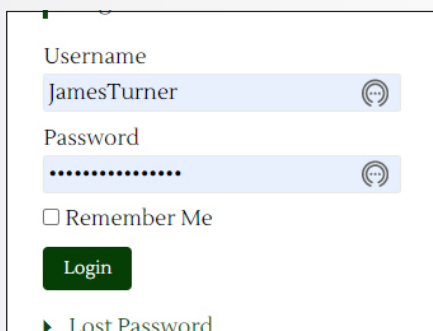 Username
JamesTurner
Password
••••••••••••••••
Remember Me
Login
Lost Password